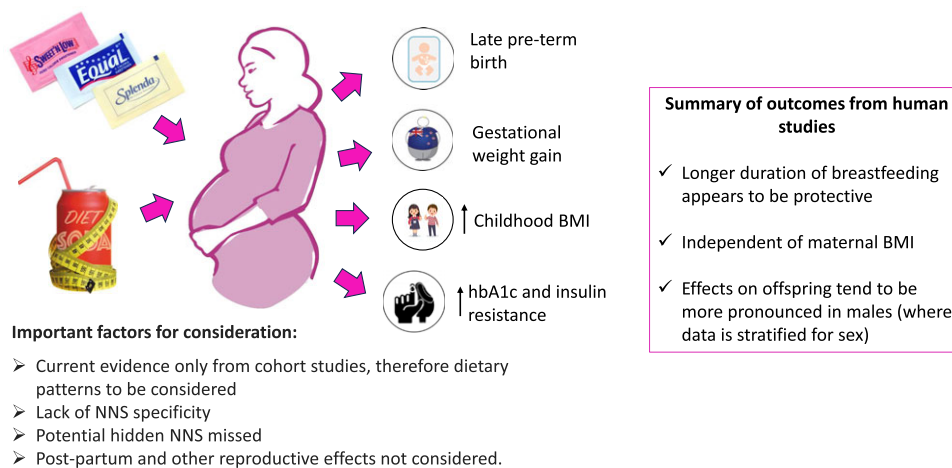 SWEET'N LOW
EQUAL
Splenda
DIET
SODA
Late pre-term
birth
Gestational
weight gain
Childhood BMI
hbA1c and insulin
resistance
Important factors for consideration:
Current evidence only from cohort studies, therefore dietary
patterns to be considered
Lack of NNS specificity
Potential hidden NNS missed
Post-partum and other reproductive effects not considered.
Summary of outcomes from human
studies
Longer duration of breastfeeding
appears to be protective
Independent of maternal BMI
Effects on offspring tend to be
more pronounced in males (where
data is stratified for sex)